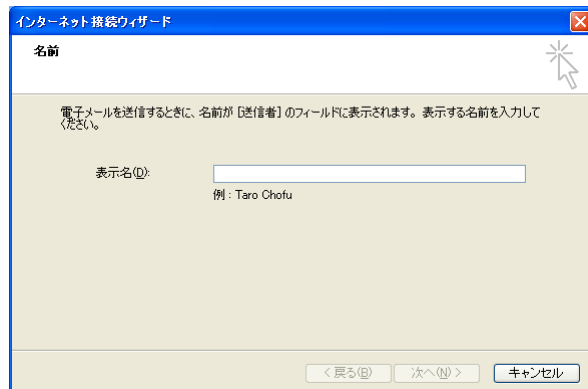 インターネット接続ウィザード
名前
電子メールを送信するときに、名前が [送信者] のフィールドに表示されます。表示する名前を入力して
ください。
表示名(D):
例 : Taro Chofu
< 戻る(B) 次へ(N) > キャンセル